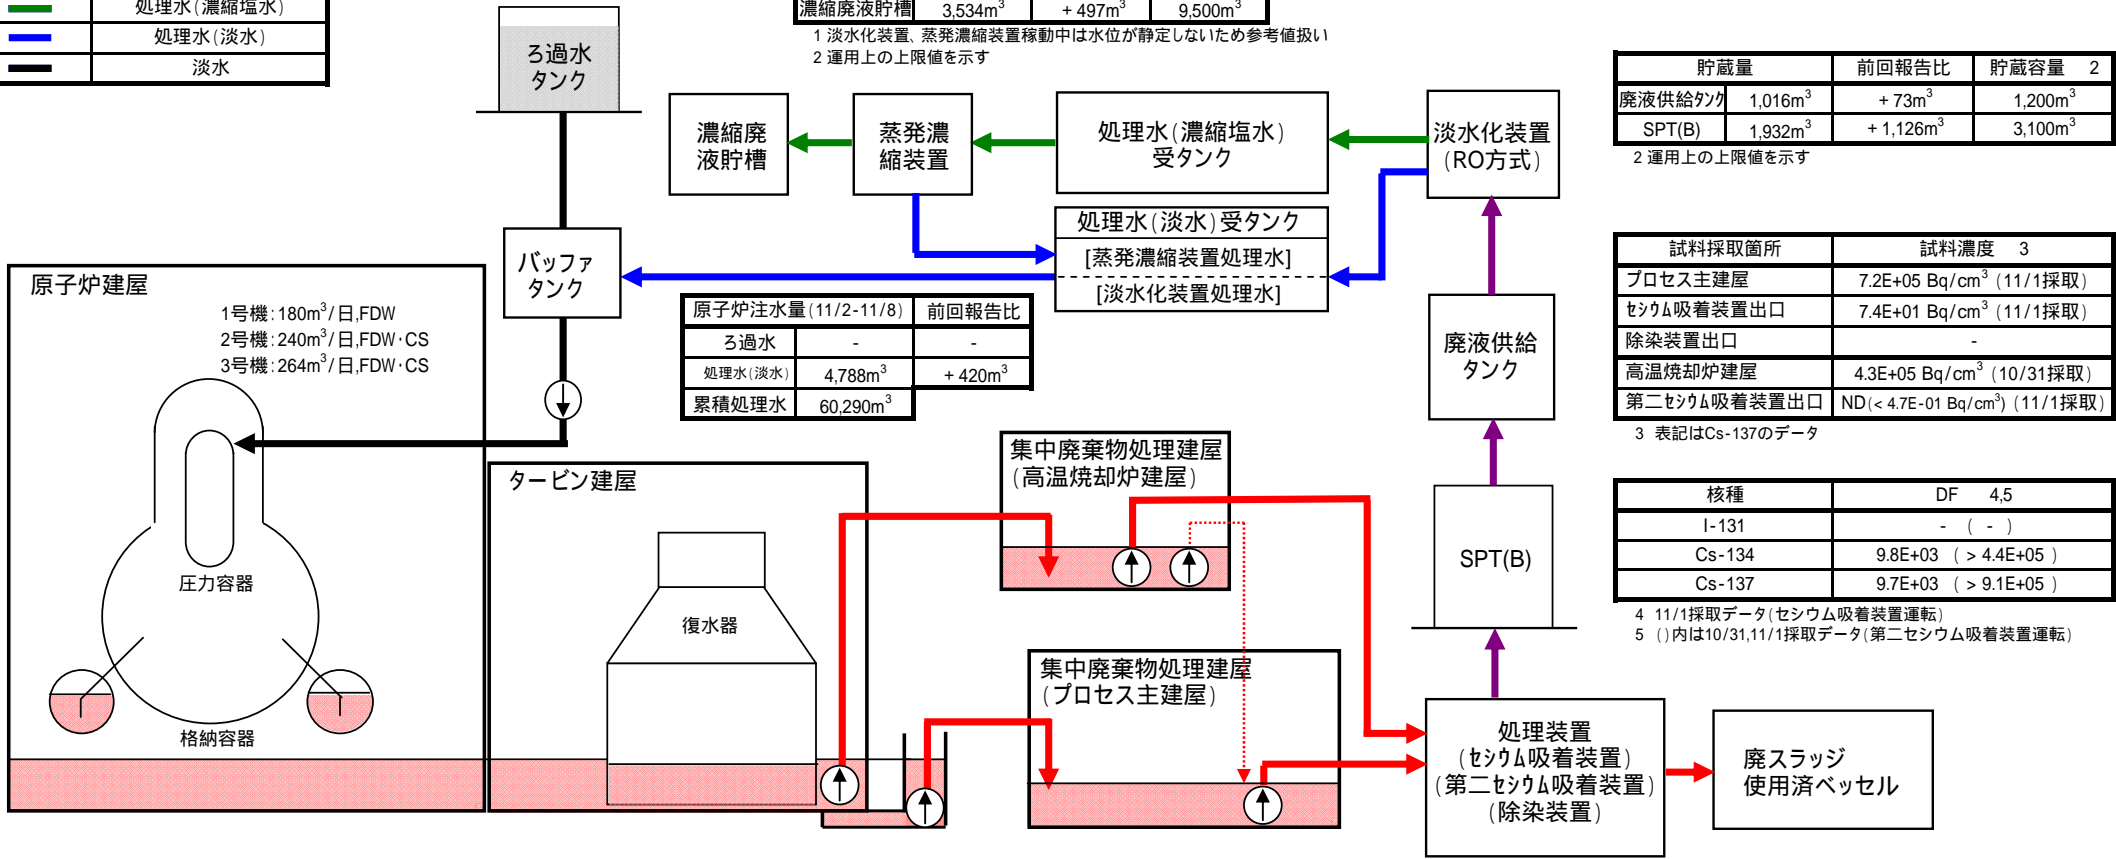 処理水(濃縮塩水)
処理水(淡水)
淡水
濃縮廃液貯槽 3,534m³ + 497m³ 9,500m³
1 淡水化装置、蒸発濃縮装置稼動中は水位が静定しないため参考値扱い
2 運用上の上限値を示す
ろ過水
タンク
濃縮廃
液貯槽
蒸発濃
縮装置
処理水(濃縮塩水)
受タンク
淡水化装置
(RO方式)
貯蔵量 前回報告比 貯蔵容量 2
廃液供給タンク 1,016m³ + 73m³ 1,200m³
SPT(B) 1,932m³ + 1,126m³ 3,100m³
2 運用上の上限値を示す
処理水(淡水)受タンク
[蒸発濃縮装置処理水]
[淡水化装置処理水]
バッファ
タンク
原子炉建屋
1号機:180m³/日,FDW
2号機:240m³/日,FDW・CS
3号機:264m³/日,FDW・CS
原子炉注水量(11/2-11/8) 前回報告比
ろ過水 - -
処理水(淡水) 4,788m³ + 420m³
累積処理水 60,290m³
廃液供給
タンク
試料採取箇所 試料濃度 3
プロセス主建屋 7.2E+05 Bq/cm³ (11/1採取)
セシウム吸着装置出口 7.4E+01 Bq/cm³ (11/1採取)
除染装置出口 -
高温焼却炉建屋 4.3E+05 Bq/cm³ (10/31採取)
第二セシウム吸着装置出口 ND(< 4.7E-01 Bq/cm³) (11/1採取)
3 表記はCs-137のデータ
圧力容器
格納容器
タービン建屋
復水器
集中廃棄物処理建屋
(高温焼却炉建屋)
集中廃棄物処理建屋
(プロセス主建屋)
SPT(B)
核種 DF 4,5
I-131 - ( - )
Cs-134 9.8E+03 ( > 4.4E+05 )
Cs-137 9.7E+03 ( > 9.1E+05 )
4 11/1採取データ(セシウム吸着装置運転)
5 ()内は10/31,11/1採取データ(第二セシウム吸着装置運転)
処理装置
(セシウム吸着装置)
(第二セシウム吸着装置)
(除染装置)
廃スラッジ
使用済ベッセル